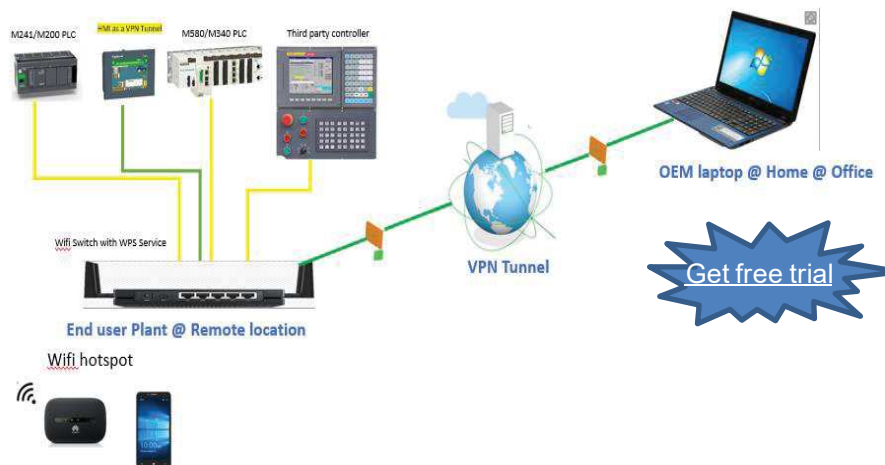 M241/M200 PLC
HMI as a VPN Tunnel
M580/M340 PLC
Third party controller
OEM laptop @ Home @ Office
Wifi Switch with WPS Service
VPN Tunnel
Get free trial
End user Plant @ Remote location
Wifi hotspot